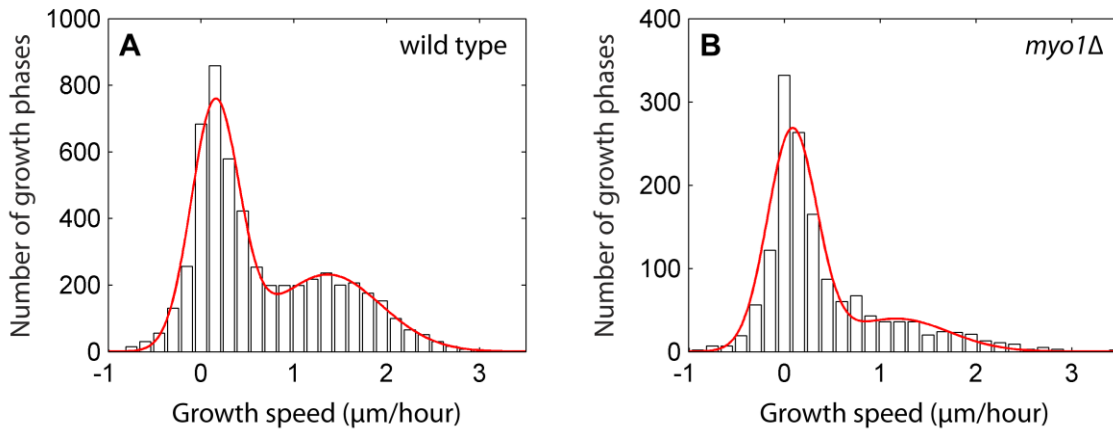 A
wild type
Number of growth phases
1000
800
600
400
200
0
-1
0
1
2
3
Growth speed (μm/hour)
B
myo1Δ
Number of growth phases
400
300
200
100
0
-1
0
1
2
3
Growth speed (μm/hour)